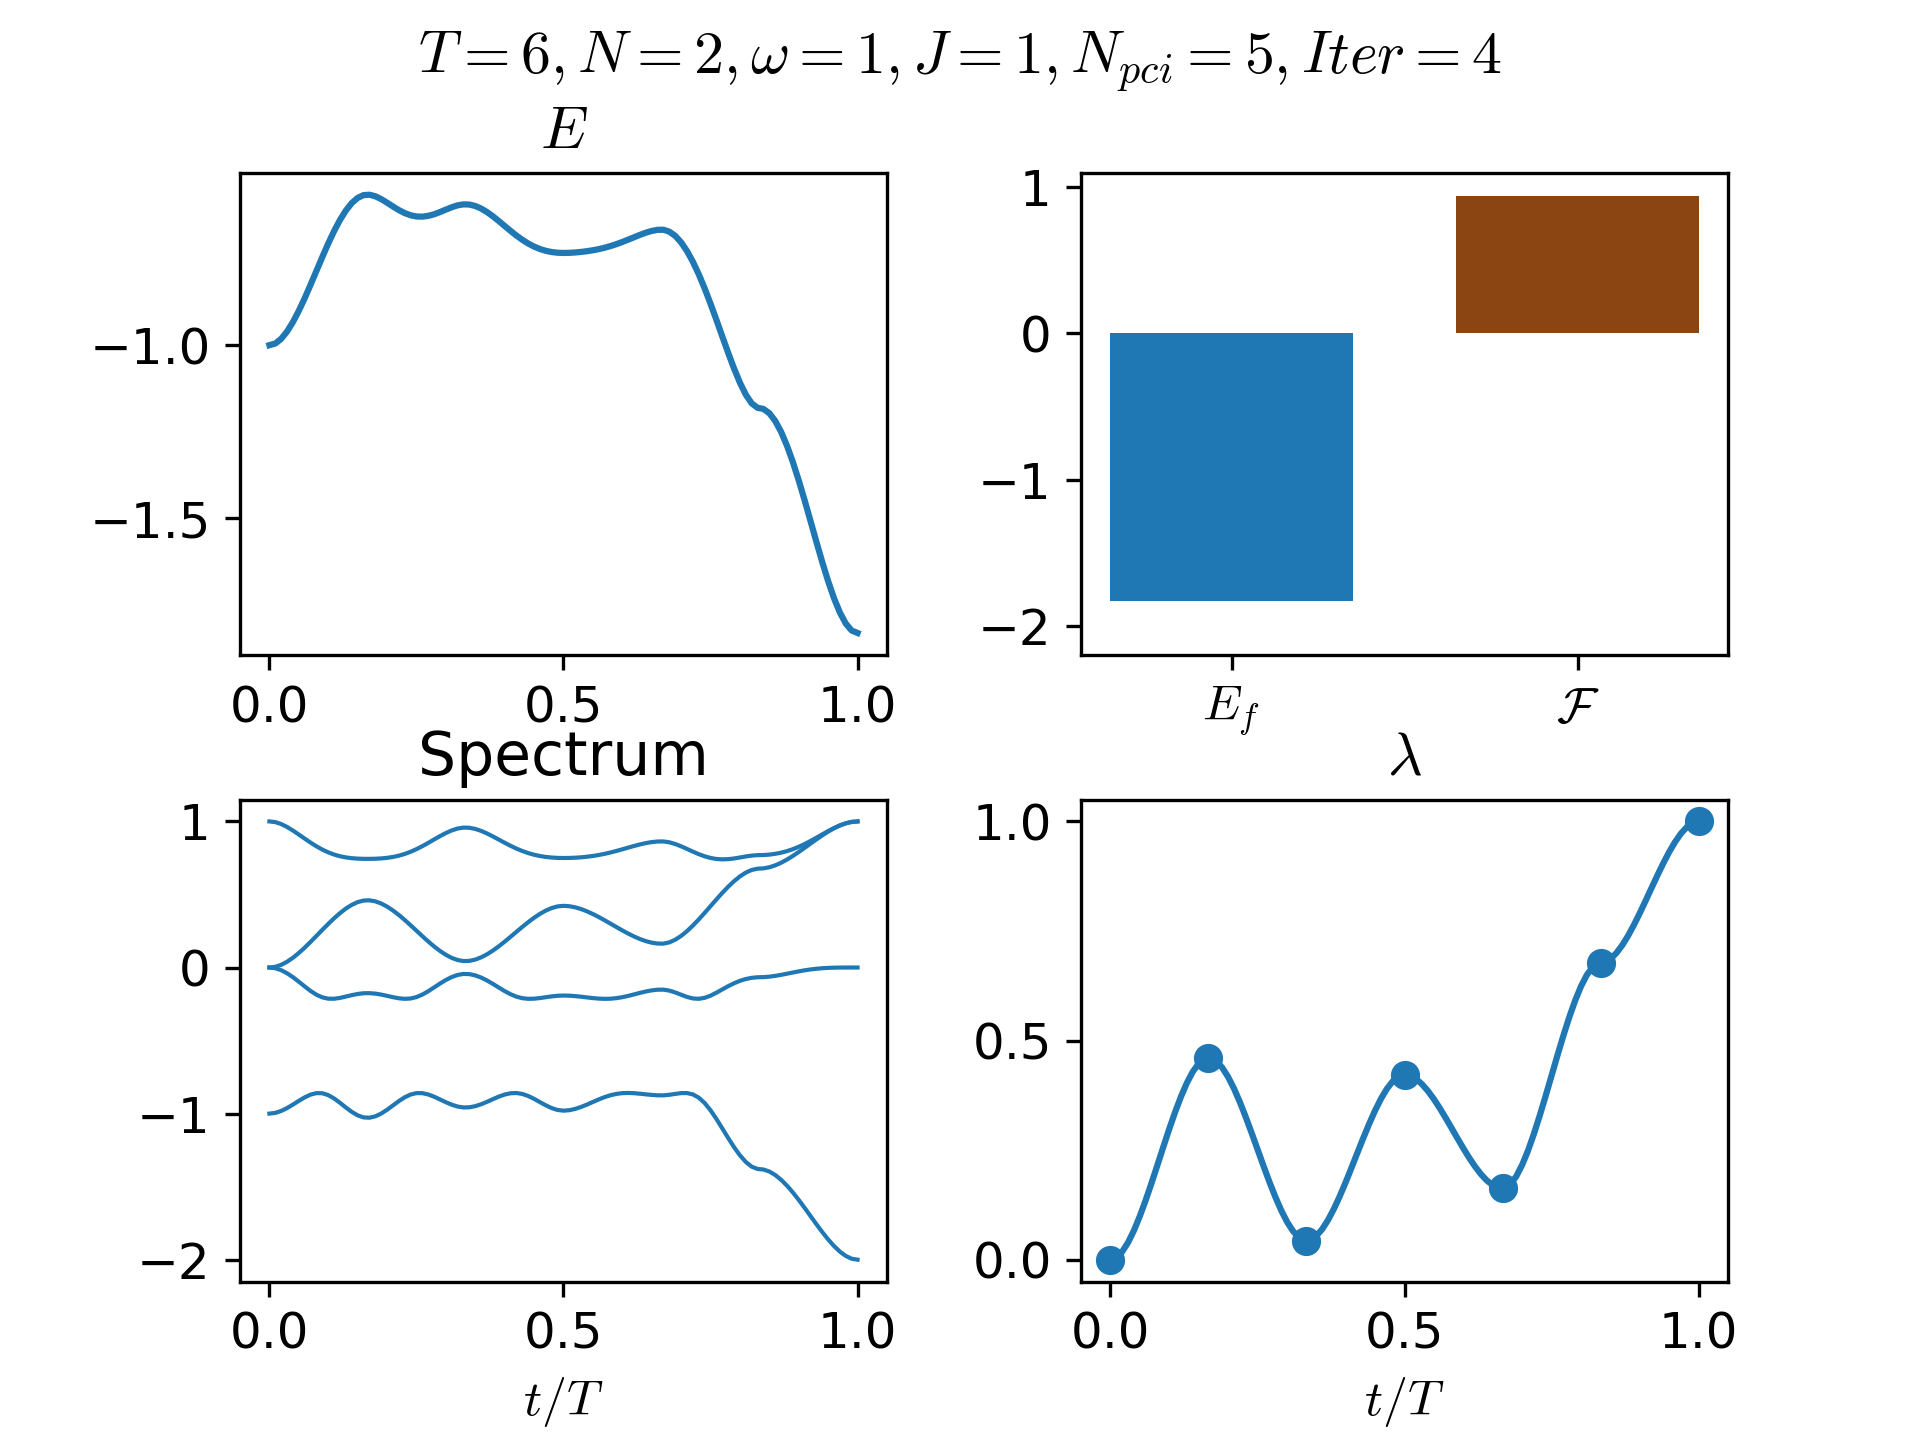 T = 6, N = 2, ω = 1, J = 1, N_{pci} = 5, Iter = 4
E
−1.0
−1.5
0.0 0.5 1.0
1
0
−1
−2
E_f ℱ
Spectrum
1
0
−1
−2
0.0 0.5 1.0
t/T
λ
1.0
0.5
0.0
0.0 0.5 1.0
t/T